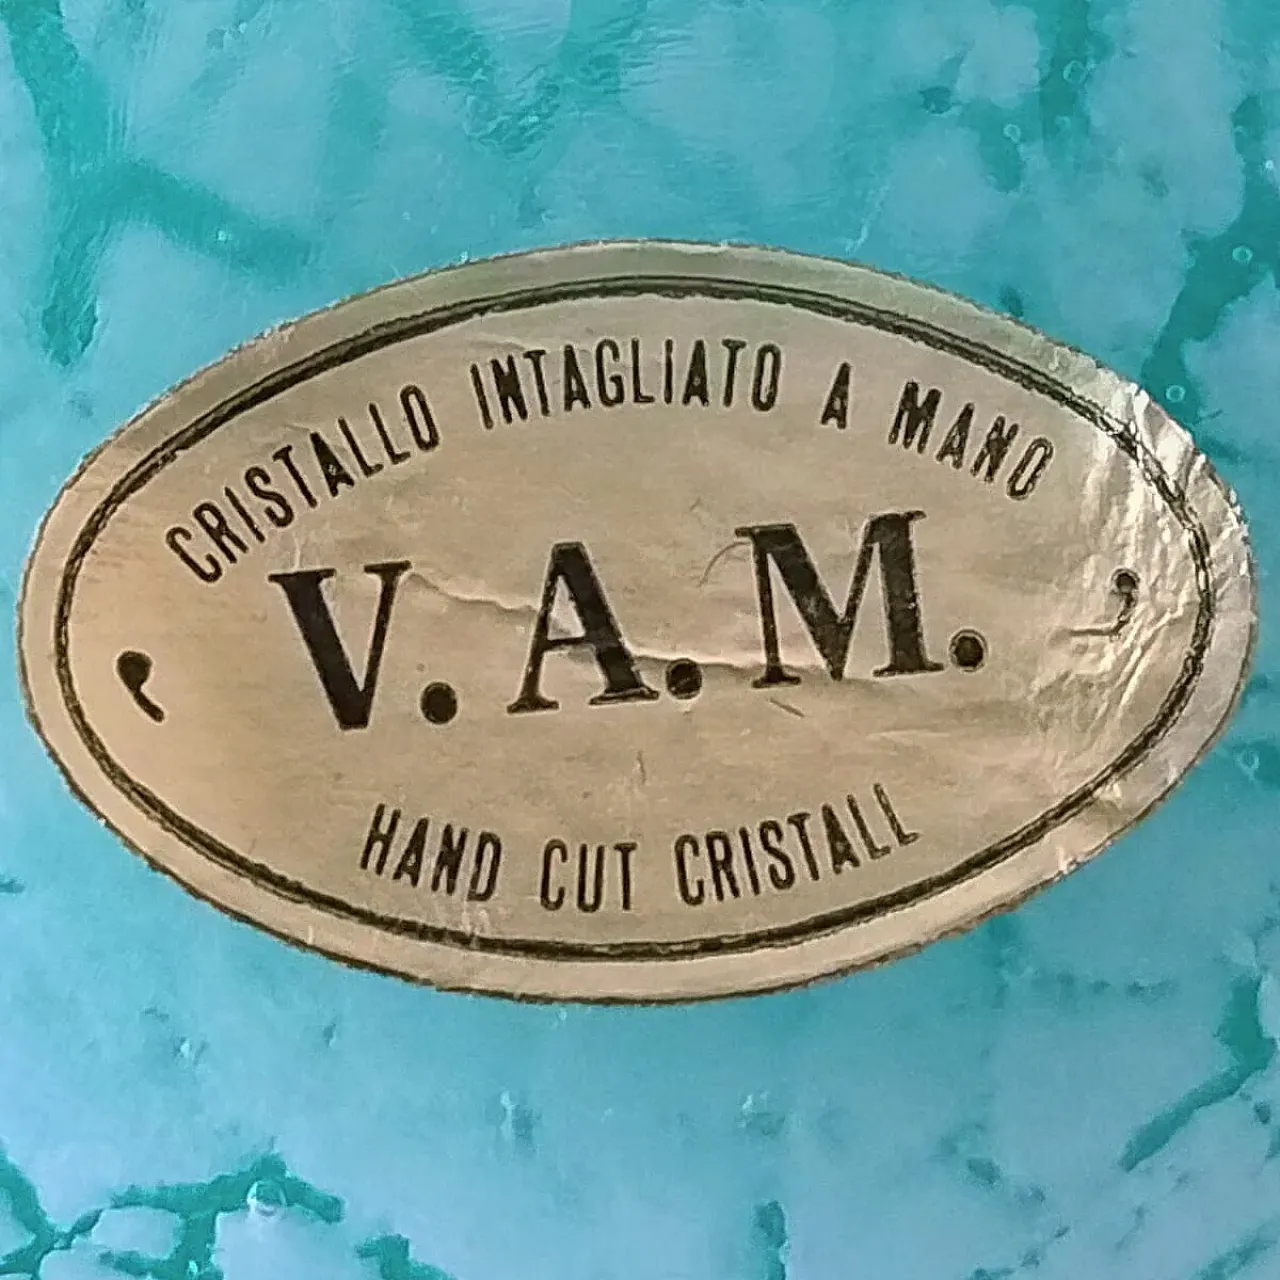 CRISTALLO INTAGLIATO A MANO
V. A. M.
HAND CUT CRISTALL